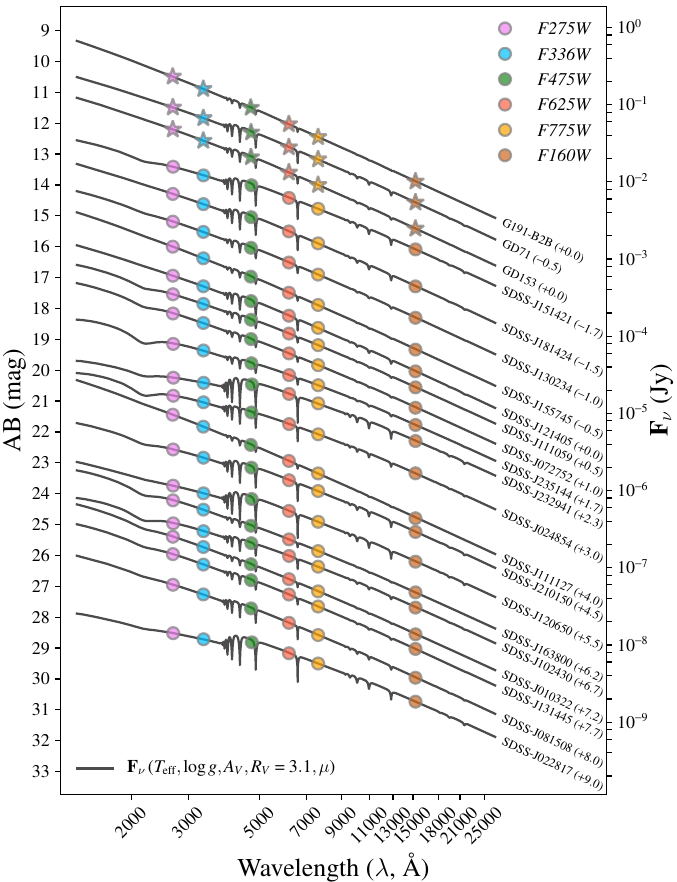 F275W
F336W
F475W
F625W
F775W
F160W
9
10
11
12
13
14
15
16
17
18
19
20
21
22
23
24
25
26
27
28
29
30
31
32
33
AB (mag)
10⁰
10⁻¹
10⁻²
10⁻³
10⁻⁴
10⁻⁵
10⁻⁶
10⁻⁷
10⁻⁸
10⁻⁹
F_ν (Jy)
G191-B2B (+0.0)
GD71 (−0.5)
GD153 (+0.0)
SDSS-J151421 (−1.7)
SDSS-J181424 (−1.5)
SDSS-J130234 (−1.0)
SDSS-J155745 (−0.5)
SDSS-J121405 (+0.0)
SDSS-J111059 (+0.5)
SDSS-J072752 (+1.0)
SDSS-J235144 (+1.7)
SDSS-J232941 (+2.3)
SDSS-J024854 (+3.0)
SDSS-J111127 (+4.0)
SDSS-J210150 (+4.5)
SDSS-J120650 (+5.5)
SDSS-J163800 (+6.2)
SDSS-J102430 (+6.7)
SDSS-J010322 (+7.2)
SDSS-J131445 (+7.7)
SDSS-J081508 (+8.0)
SDSS-J022817 (+9.0)
F_ν (T_eff, log g, A_V, R_V = 3.1, μ)
2000
3000
5000
7000
9000
11000
13000
15000
18000
21000
25000
Wavelength (λ, Å)